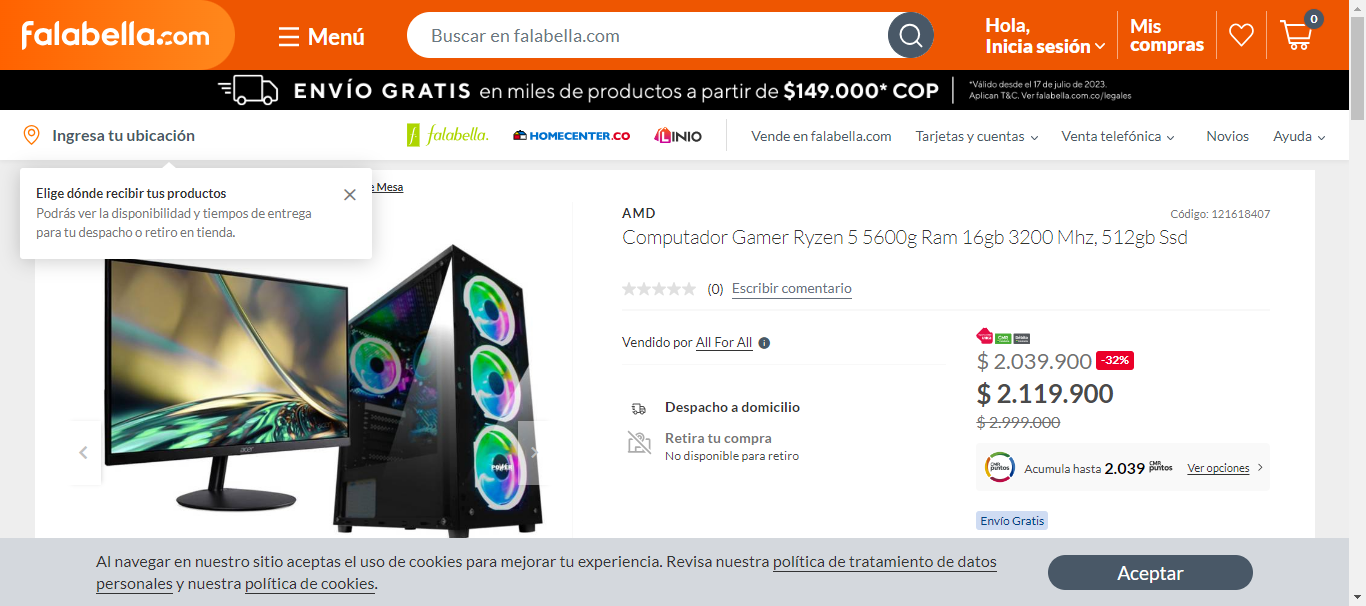 falabella.com
Menú
Buscar en falabella.com
Hola,
Inicia sesión
Mis
compras
0
ENVÍO GRATIS en miles de productos a partir de $149.000* COP
*Válido desde el 17 de julio de 2023.
Aplican T&C. Ver falabella.com.co/legales
Ingresa tu ubicación
f falabella.
HOMECENTER.CO
LINIO
Vende en falabella.com
Tarjetas y cuentas
Venta telefónica
Novios
Ayuda
Elige dónde recibir tus productos
Podrás ver la disponibilidad y tiempos de entrega
para tu despacho o retiro en tienda.
e Mesa
AMD
Código: 121618407
Computador Gamer Ryzen 5 5600g Ram 16gb 3200 Mhz, 512gb Ssd
(0) Escribir comentario
Vendido por All For All
CMR
$ 2.039.900 -32%
$ 2.119.900
$ 2.999.000
Despacho a domicilio
Retira tu compra
No disponible para retiro
CMR puntos
Acumula hasta 2.039 CMR puntos
Ver opciones
Envío Gratis
acer
POWER
Al navegar en nuestro sitio aceptas el uso de cookies para mejorar tu experiencia. Revisa nuestra política de tratamiento de datos
personales y nuestra política de cookies.
Aceptar